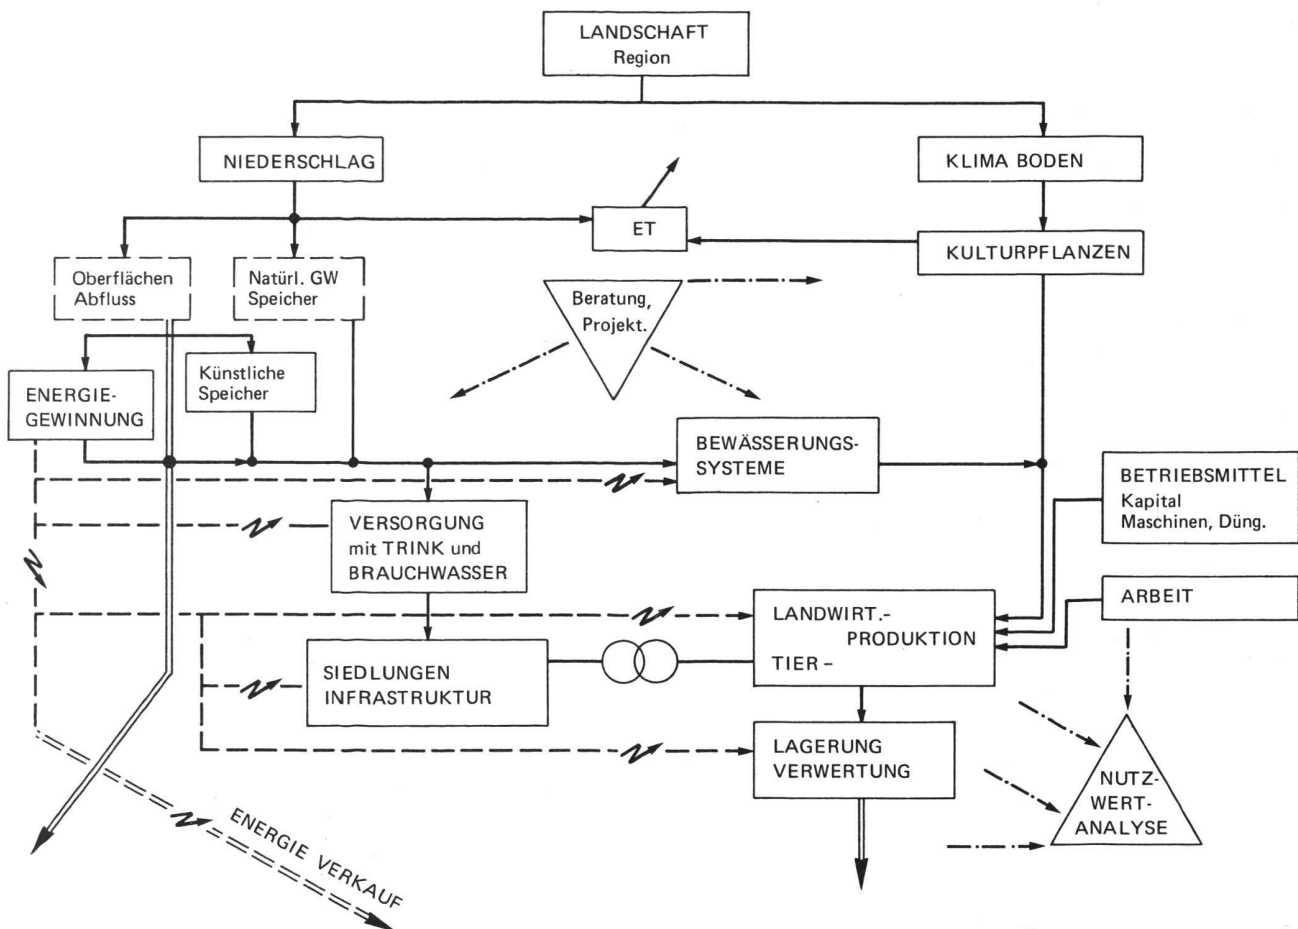 LANDSCHAFT
Region
NIEDERSCHLAG
KLIMA BODEN
ET
KULTURPFLANZEN
Oberflächen
Abfluss
Natürl. GW
Speicher
Beratung,
Projekt.
Künstliche
Speicher
ENERGIE-
GEWINNUNG
BEWÄSSERUNGS-
SYSTEME
BETRIEBSMITTEL
Kapital
Maschinen, Düng.
VERSORGUNG
mit TRINK und
BRAUCHWASSER
ARBEIT
LANDWIRT.-
PRODUKTION
TIER-
SIEDLUNGEN
INFRASTRUKTUR
LAGERUNG
VERWERTUNG
NUTZ-
WERT-
ANALYSE
ENERGIE VERKAUF